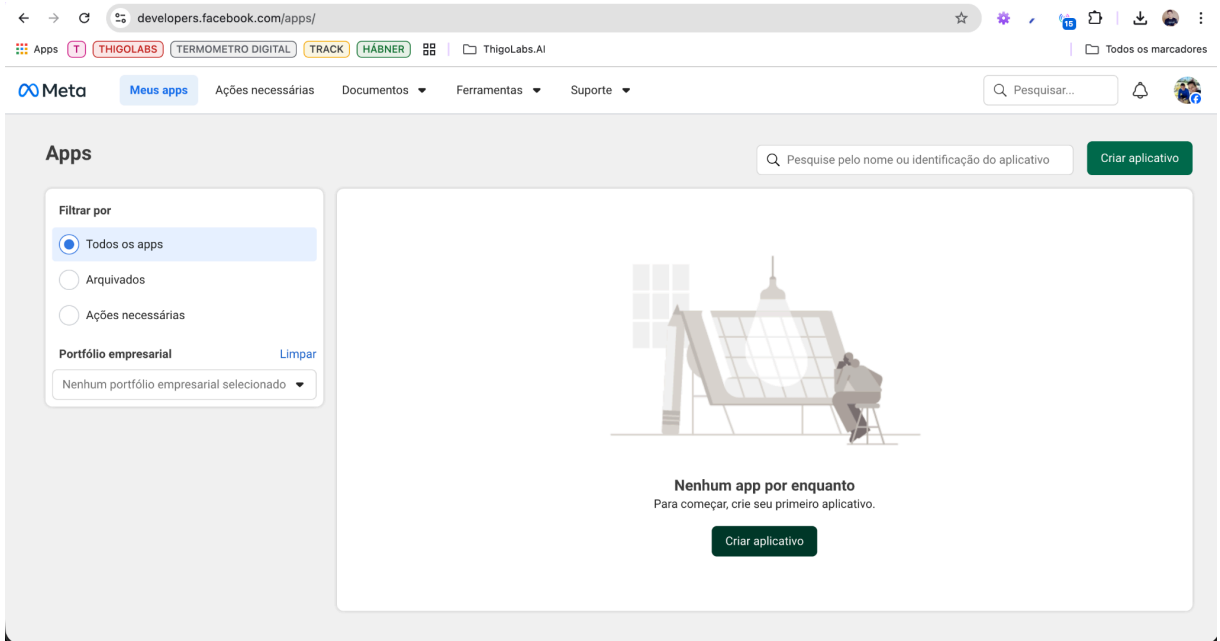 developers.facebook.com/apps/
15
Apps T THIGOLABS TERMOMETRO DIGITAL TRACK HÁBNER ThigoLabs.AI Todos os marcadores
Meta Meus apps Ações necessárias Documentos Ferramentas Suporte Pesquisar...
Apps
Pesquise pelo nome ou identificação do aplicativo
Criar aplicativo
Filtrar por
Todos os apps
Arquivados
Ações necessárias
Portfólio empresarial Limpar
Nenhum portfólio empresarial selecionado
Nenhum app por enquanto
Para começar, crie seu primeiro aplicativo.
Criar aplicativo